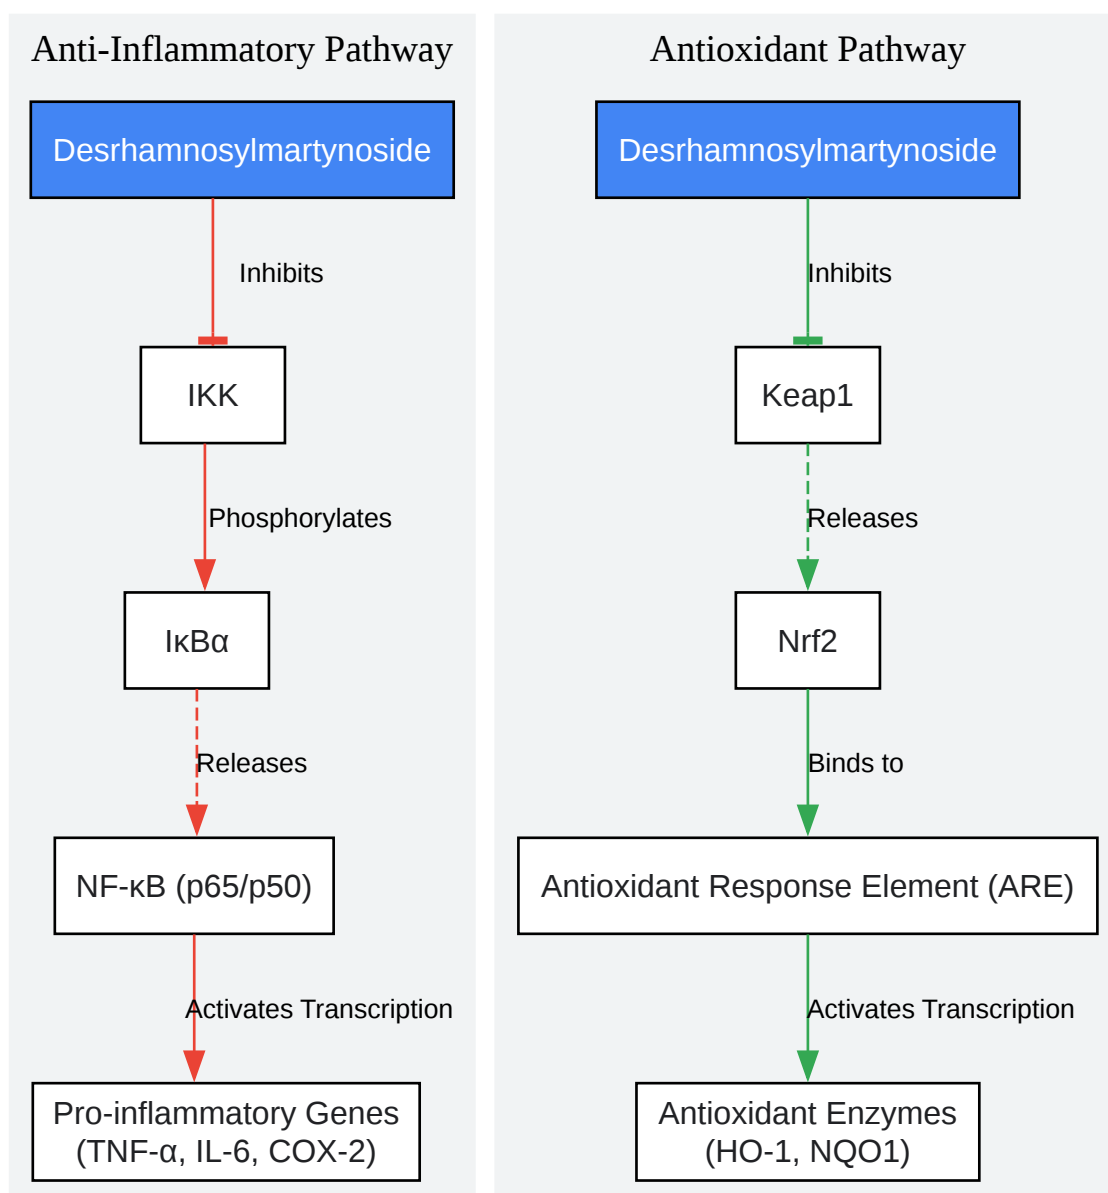 Anti-Inflammatory Pathway
Desrhamnosylmartynoside
Inhibits
IKK
Phosphorylates
IκBα
Releases
NF-κB (p65/p50)
Activates Transcription
Pro-inflammatory Genes
(TNF-α, IL-6, COX-2)
Antioxidant Pathway
Desrhamnosylmartynoside
Inhibits
Keap1
Releases
Nrf2
Binds to
Antioxidant Response Element (ARE)
Activates Transcription
Antioxidant Enzymes
(HO-1, NQO1)